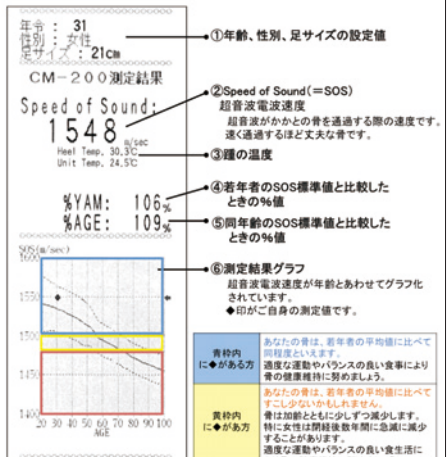 年令： 31
性別： 女性
足サイズ： 21cm
CM-200測定結果
Speed of Sound:
1548 m/sec
Heel Temp. 30.3℃
Unit Temp. 24.5℃
%YAM: 106%
%AGE: 109%
SOS(m/sec)
1600
1550
1500
1450
1400
20 30 40 50 60 70 80 90 100
AGE
①年齢、性別、足サイズの設定値
②Speed of Sound(＝SOS)
超音波電波速度
超音波がかかとの骨を通過する際の速度です。
速く通過するほど丈夫な骨です。
③踵の温度
④若年者のSOS標準値と比較した
ときの%値
⑤同年齢のSOS標準値と比較した
ときの%値
⑥測定結果グラフ
超音波電速度が年齢とあわせてグラフ化
されています。
◆印がご自身の測定値です。
青枠内
に◆がある方
あなたの骨は、若年者の平均値に比べて
同程度といえます。
適度な運動やバランスの良い食事により
骨の健康維持に努めましょう。
黄枠内
に◆があ方
あなたの骨は、若年者の平均値に比べて
すこし少ないかもしれません。
骨は加齢とともに少しずつ減少します。
特に女性は閉経後数年間に急減に減少
することがあります。
適度な運動やバランスの良い食生活に